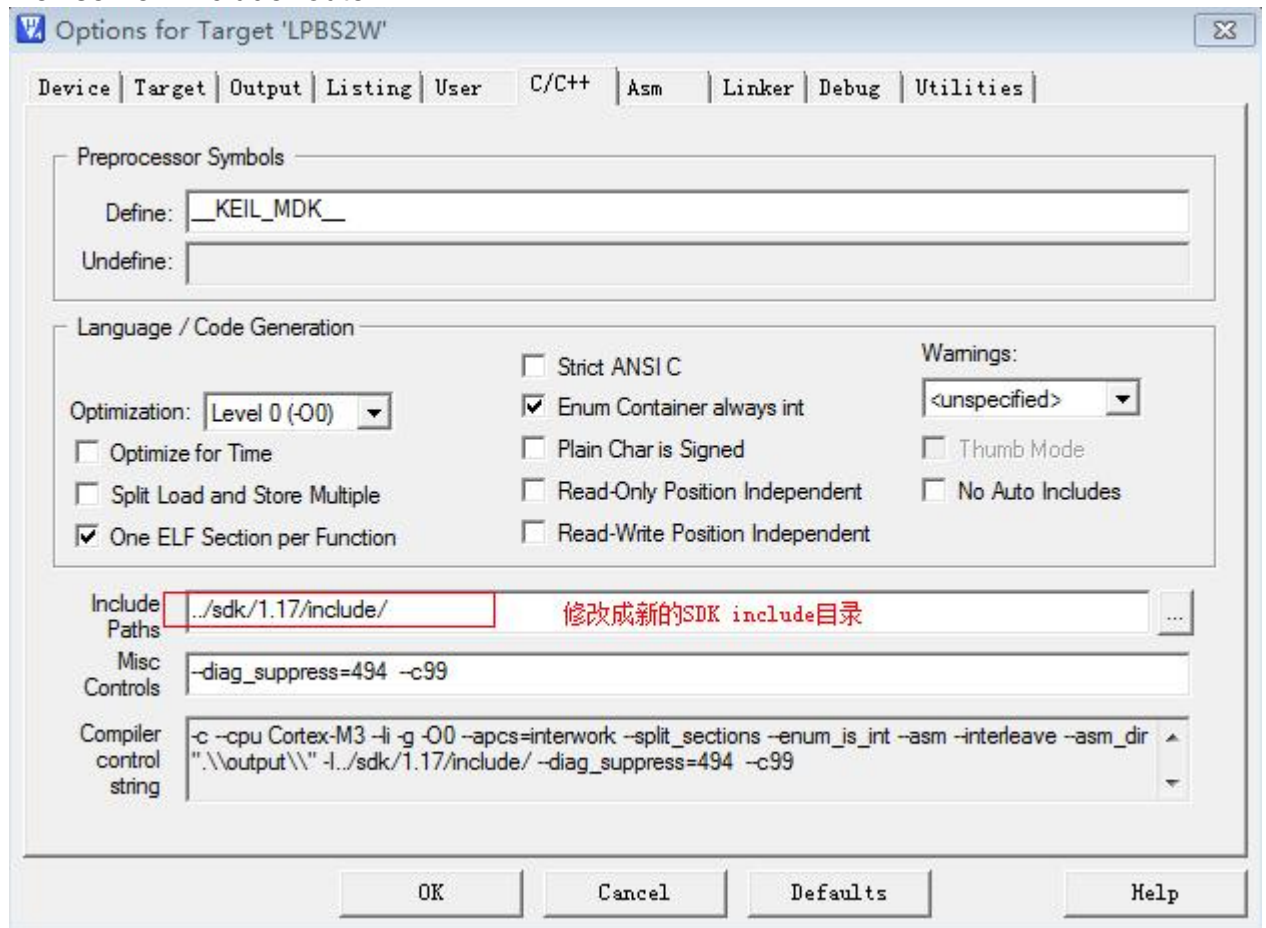 Options for Target 'LPBS2W'
Device Target Output Listing User C/C++ Asm Linker Debug Utilities
Preprocessor Symbols
Define: __KEIL_MDK__
Undefine:
Language / Code Generation
Optimization: Level 0 (-O0)
Optimize for Time
Split Load and Store Multiple
One ELF Section per Function
Strict ANSI C
Enum Container always int
Plain Char is Signed
Read-Only Position Independent
Read-Write Position Independent
Warnings:
<unspecified>
Thumb Mode
No Auto Includes
Include Paths
../sdk/1.17/include/ 修改成新的SDK include目录
...
Misc Controls
--diag_suppress=494 --c99
Compiler control string
-c --cpu Cortex-M3 --li -g -O0 --apcs=interwork --split_sections --enum_is_int --asm --interleave --asm_dir
".\\output\\" -I../sdk/1.17/include/ --diag_suppress=494 --c99
OK Cancel Defaults Help